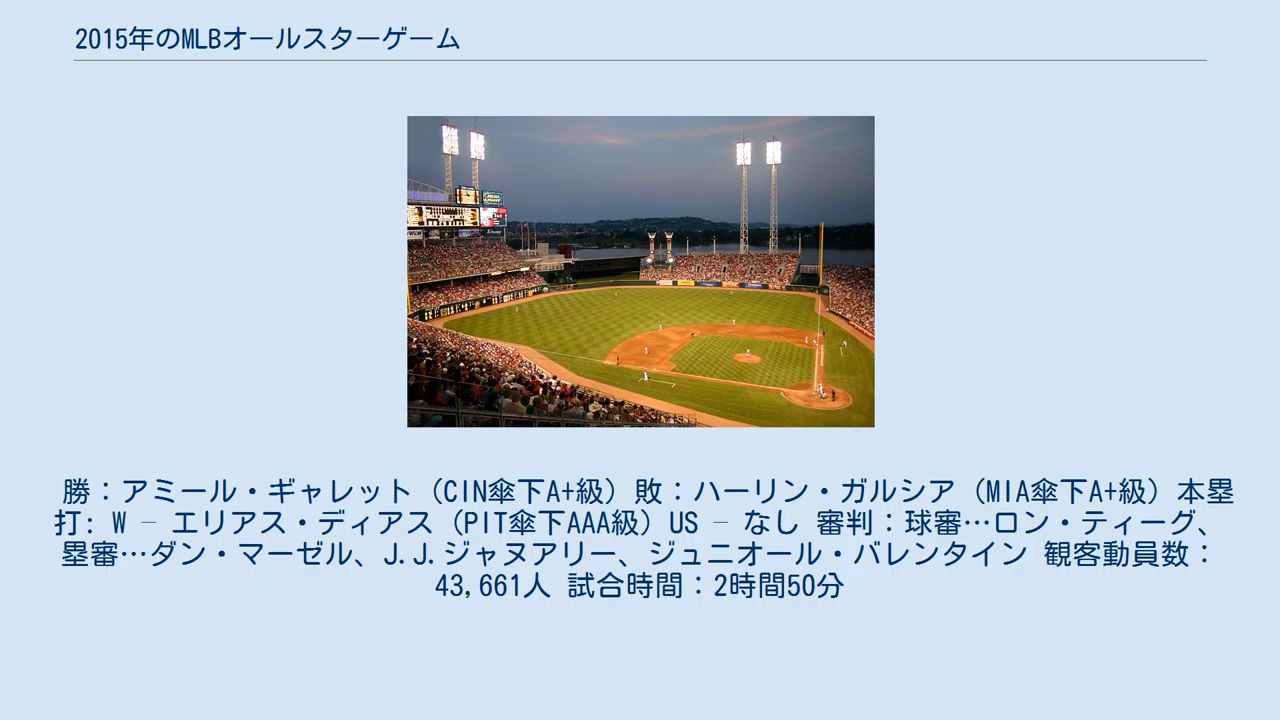 2015年のMLBオールスターゲーム
勝：アミール・ギャレット（CIN傘下A+級）敗：ハーリン・ガルシア（MIA傘下A+級）本塁
打: W – エリアス・ディアス（PIT傘下AAA級）US – なし 審判：球審…ロン・ティーグ、
塁審…ダン・マーゼル、J.J.ジャヌアリー、ジュニオール・バレンタイン 観客動員数：
43,661人 試合時間：2時間50分